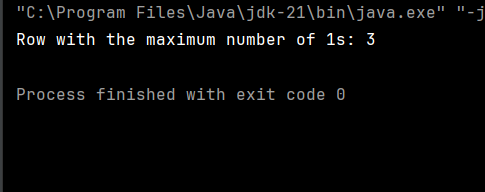 "C:\Program Files\Java\jdk-21\bin\java.exe" "-j
Row with the maximum number of 1s: 3
Process finished with exit code 0